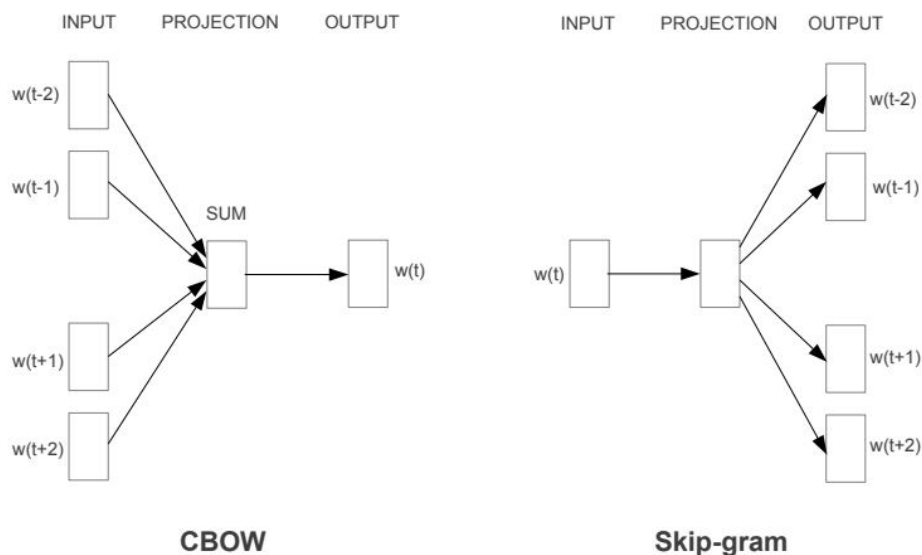 INPUT PROJECTION OUTPUT
w(t-2)
w(t-1)
SUM
w(t)
w(t+1)
w(t+2)
CBOW
INPUT PROJECTION OUTPUT
w(t-2)
w(t-1)
w(t)
w(t+1)
w(t+2)
Skip-gram